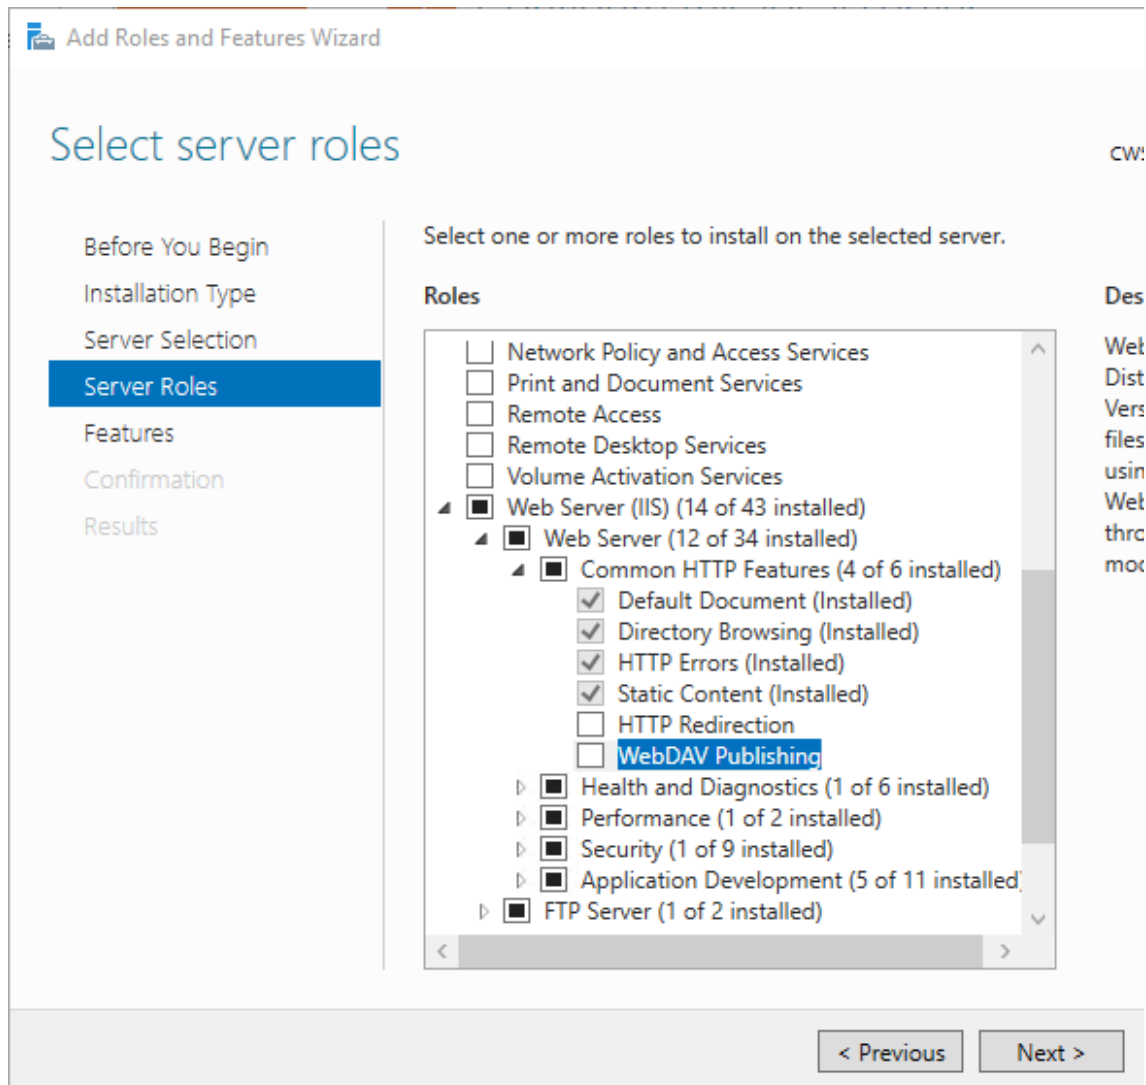 Add Roles and Features Wizard
Select server roles
Before You Begin
Installation Type
Server Selection
Server Roles
Features
Confirmation
Results
Select one or more roles to install on the selected server.
Roles
Network Policy and Access Services
Print and Document Services
Remote Access
Remote Desktop Services
Volume Activation Services
Web Server (IIS) (14 of 43 installed)
Web Server (12 of 34 installed)
Common HTTP Features (4 of 6 installed)
Default Document (Installed)
Directory Browsing (Installed)
HTTP Errors (Installed)
Static Content (Installed)
HTTP Redirection
WebDAV Publishing
Health and Diagnostics (1 of 6 installed)
Performance (1 of 2 installed)
Security (1 of 9 installed)
Application Development (5 of 11 installed
FTP Server (1 of 2 installed)
< Previous
Next >